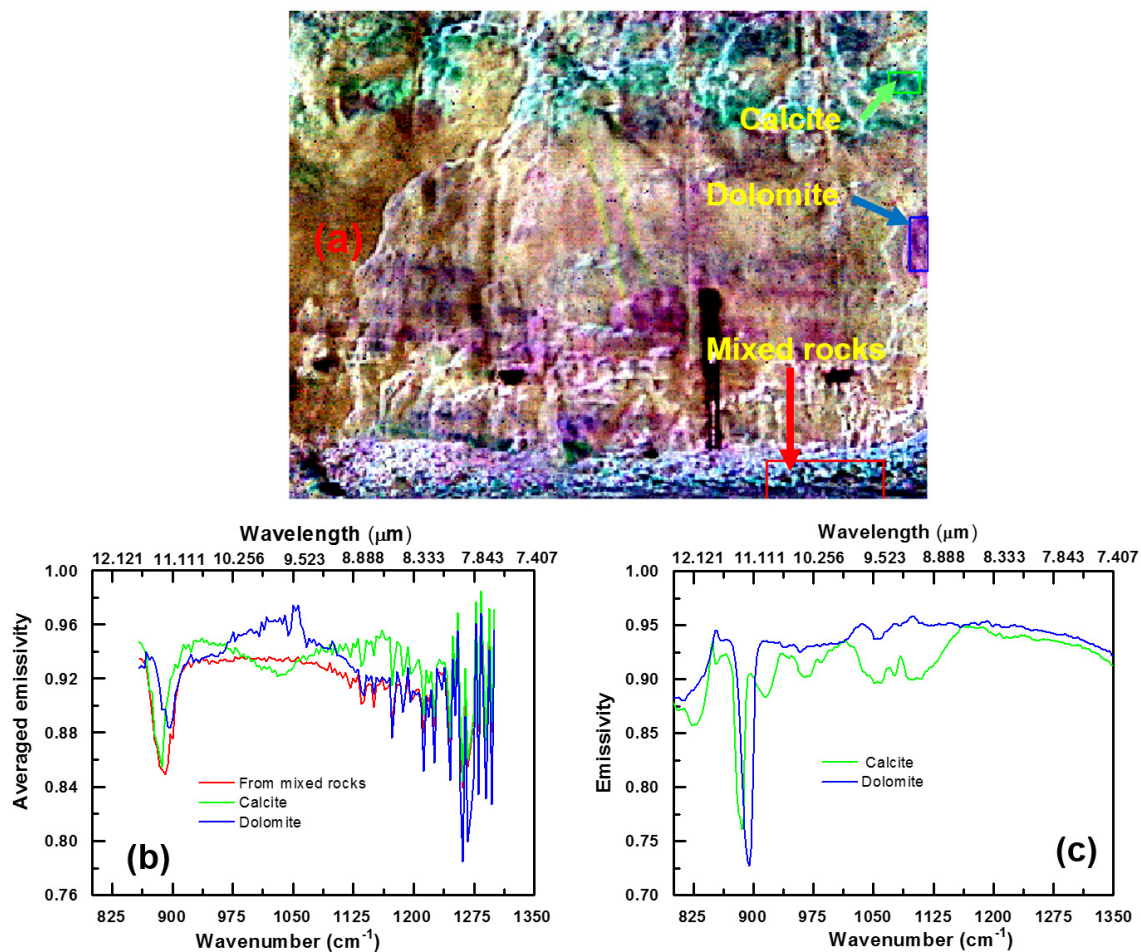 Calcite
Dolomite
(a)
Mixed rocks
Wavelength (μm)
12.121 11.111 10.256 9.523 8.888 8.333 7.843 7.407
1.00
0.96
0.92
0.88
0.84
0.80
0.76
Averaged emissivity
From mixed rocks
Calcite
Dolomite
(b)
825 900 975 1050 1125 1200 1275 1350
Wavenumber (cm⁻¹)
Wavelength (μm)
12.121 11.111 10.256 9.523 8.888 8.333 7.843 7.407
1.00
0.95
0.90
0.85
0.80
0.75
0.70
Emissivity
Calcite
Dolomite
(c)
825 900 975 1050 1125 1200 1275 1350
Wavenumber (cm⁻¹)